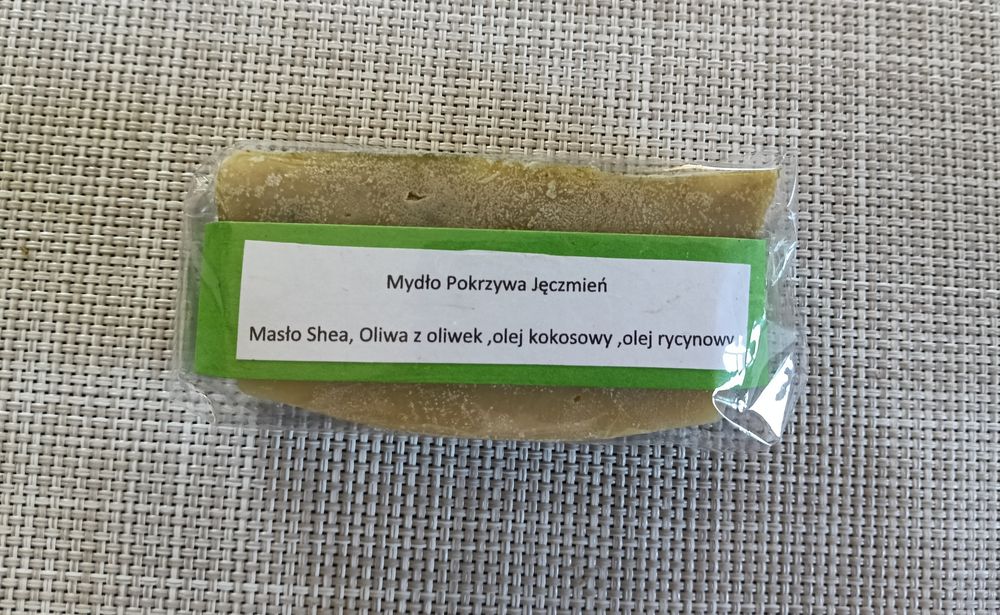 Mydło Pokrzywa Jęczmień
Masło Shea, Oliwa z oliwek ,olej kokosowy ,olej rycynowy